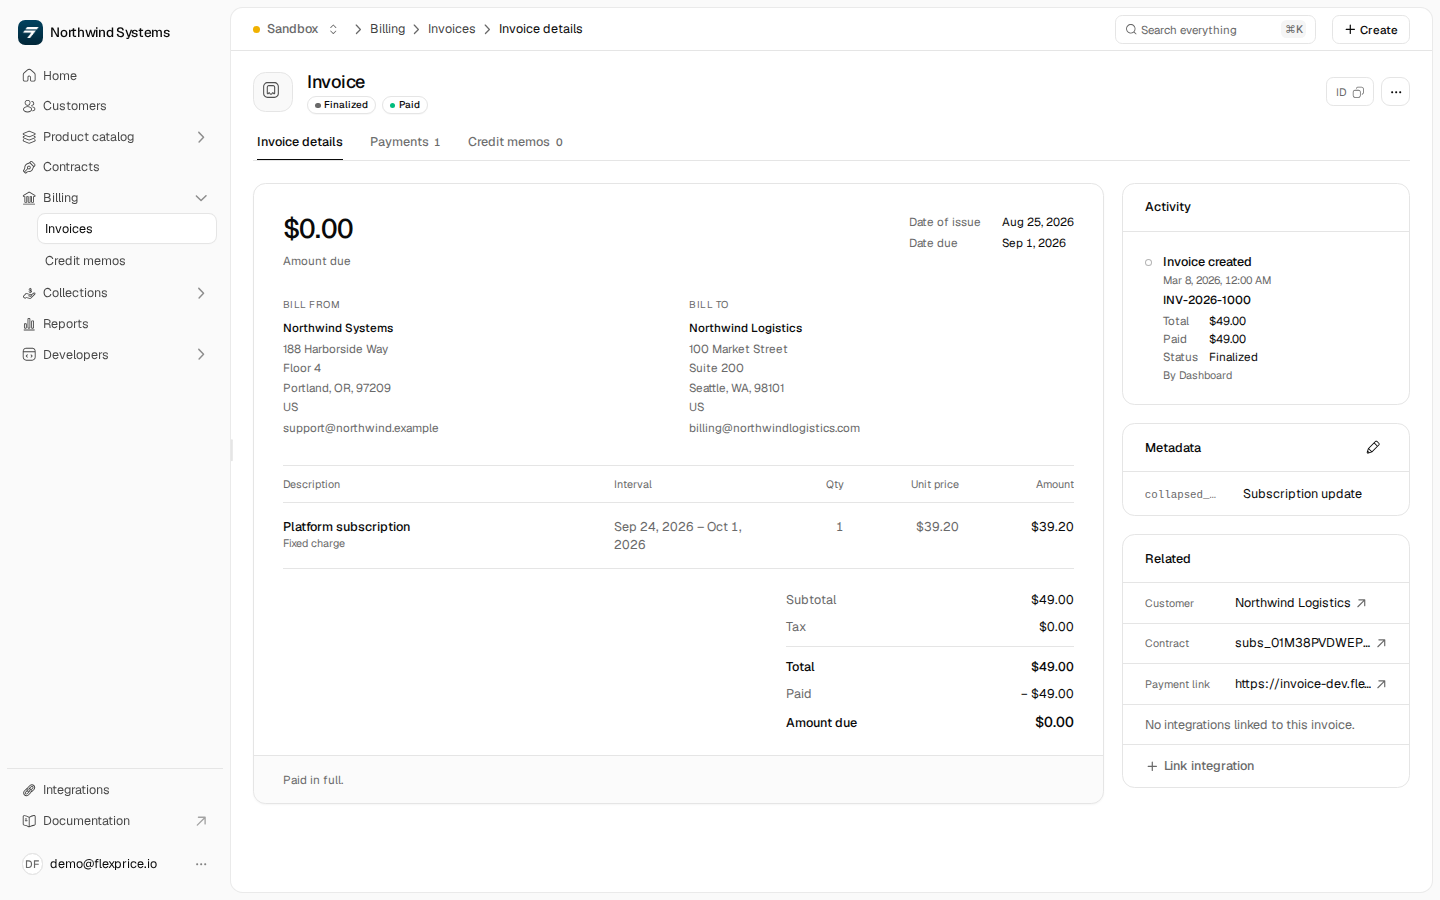 Northwind Systems
Home
Customers
Product catalog
Contracts
Billing
Invoices
Credit memos
Collections
Reports
Developers
Integrations
Documentation
DF demo@flexprice.io
Sandbox Billing Invoices Invoice details
Search everything ⌘K
Create
Invoice
Finalized Paid
ID
Invoice details Payments 1 Credit memos 0
$0.00
Amount due
Date of issue Aug 25, 2026
Date due Sep 1, 2026
BILL FROM
Northwind Systems
188 Harborside Way
Floor 4
Portland, OR, 97209
US
support@northwind.example
BILL TO
Northwind Logistics
100 Market Street
Suite 200
Seattle, WA, 98101
US
billing@northwindlogistics.com
Description Interval Qty Unit price Amount
Platform subscription Sep 24, 2026 – Oct 1, 1 $39.20 $39.20
Fixed charge 2026
Subtotal $49.00
Tax $0.00
Total $49.00
Paid − $49.00
Amount due $0.00
Paid in full.
Activity
Invoice created
Mar 8, 2026, 12:00 AM
INV-2026-1000
Total $49.00
Paid $49.00
Status Finalized
By Dashboard
Metadata
collapsed_… Subscription update
Related
Customer Northwind Logistics
Contract subs_01M38PVDWEP…
Payment link https://invoice-dev.fle…
No integrations linked to this invoice.
Link integration